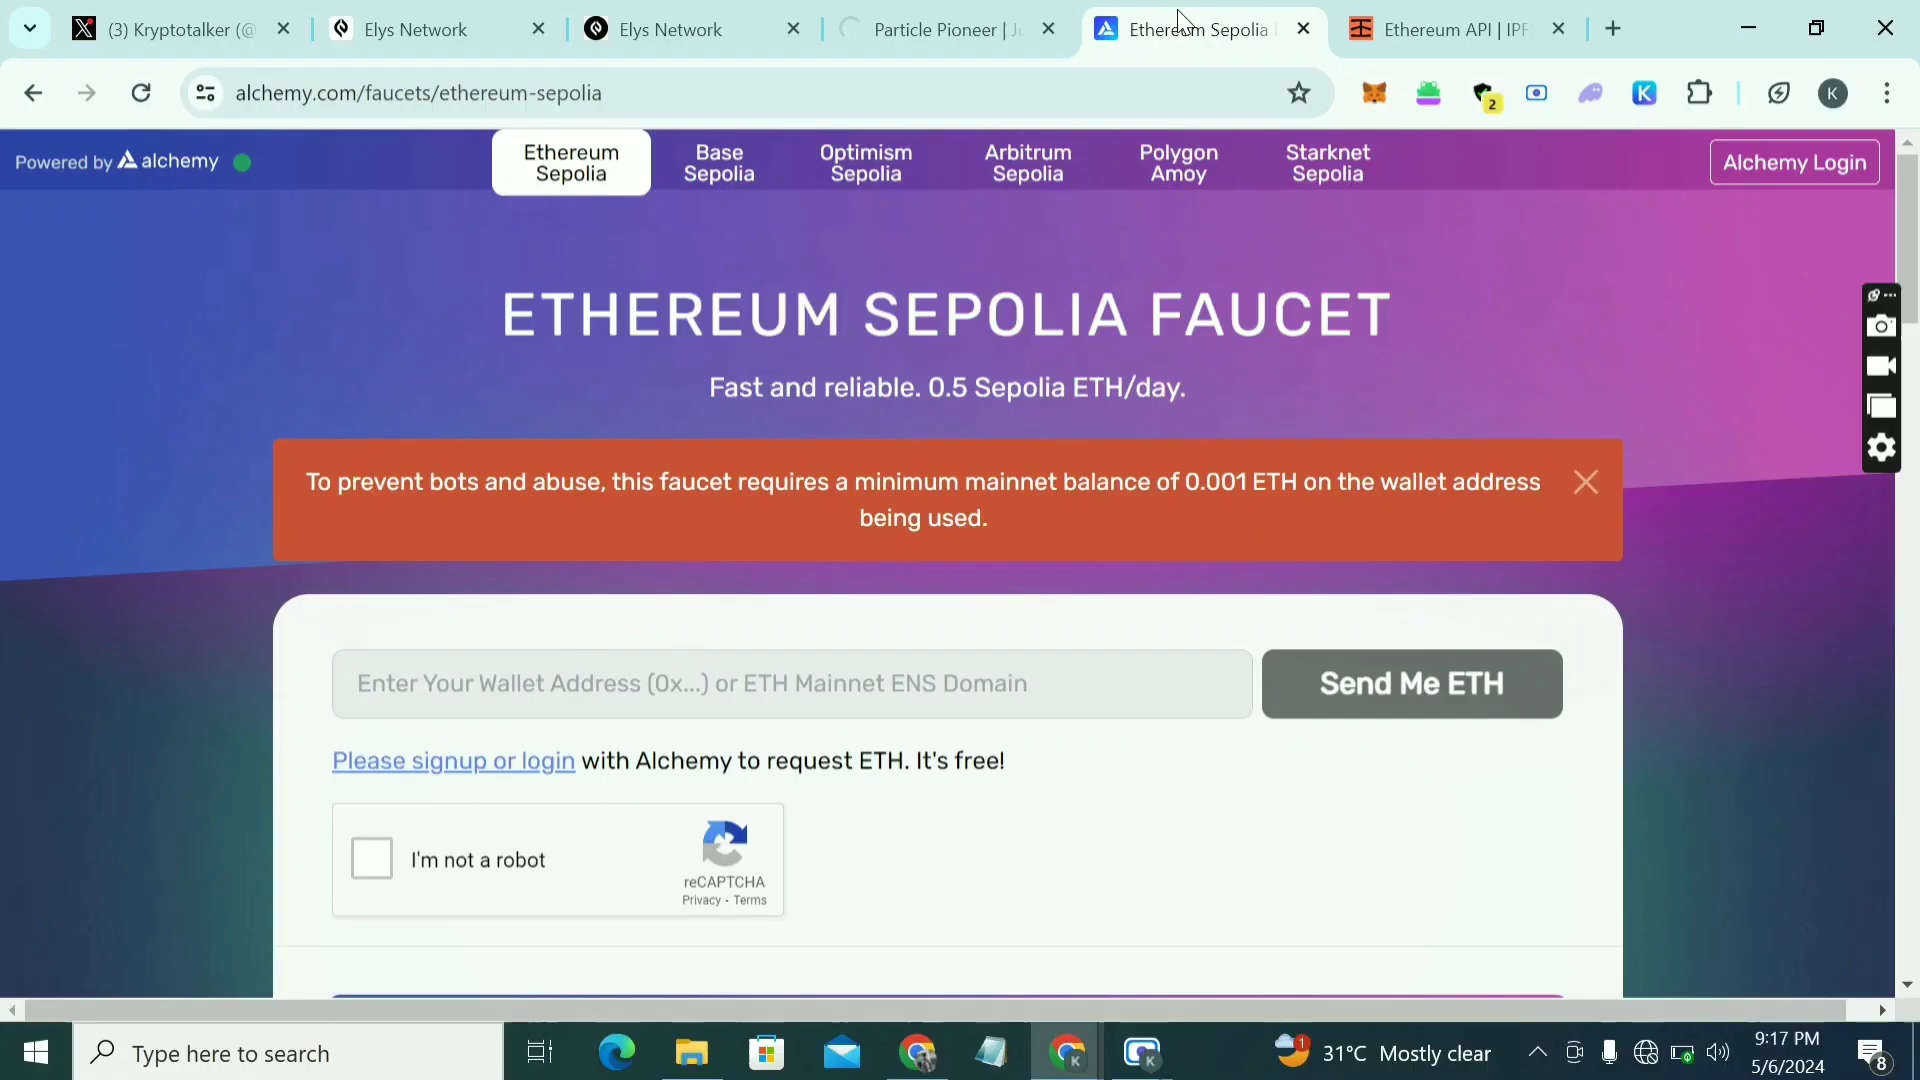 (3) Kryptotalker (@
Elys Network
Elys Network
Particle Pioneer | Jo
Ethereum Sepolia
Ethereum API | IPF
alchemy.com/faucets/ethereum-sepolia
2
K
K
Powered by alchemy
Ethereum
Sepolia
Base
Sepolia
Optimism
Sepolia
Arbitrum
Sepolia
Polygon
Amoy
Starknet
Sepolia
Alchemy Login
ETHEREUM SEPOLIA FAUCET
Fast and reliable. 0.5 Sepolia ETH/day.
To prevent bots and abuse, this faucet requires a minimum mainnet balance of 0.001 ETH on the wallet address
being used.
Enter Your Wallet Address (0x...) or ETH Mainnet ENS Domain
Send Me ETH
Please signup or login with Alchemy to request ETH. It's free!
I'm not a robot
reCAPTCHA
Privacy - Terms
Type here to search
K
K
1
31°C Mostly clear
9:17 PM
5/6/2024
8